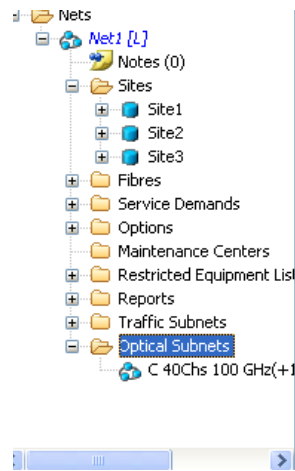 Nets
Net1 [L]
Notes (0)
Sites
Site1
Site2
Site3
Fibres
Service Demands
Options
Maintenance Centers
Restricted Equipment Lis
Reports
Traffic Subnets
Optical Subnets
C 40Chs 100 GHz(+1